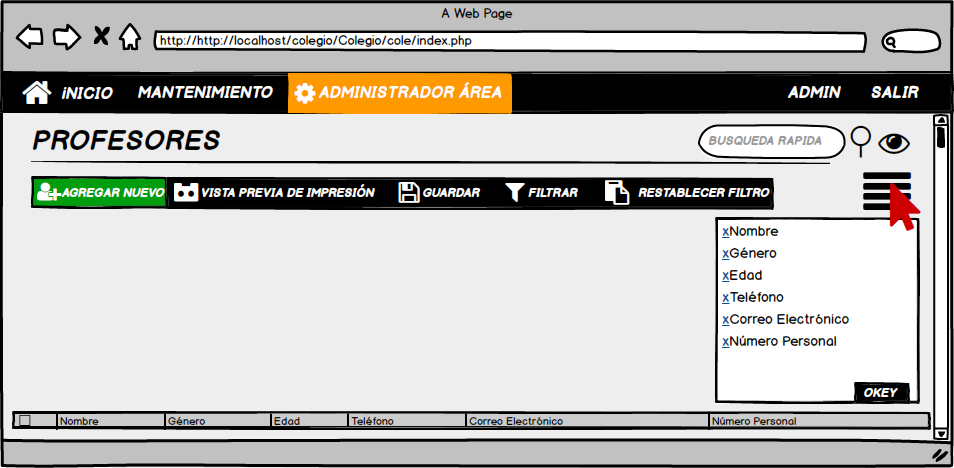 A Web Page
http://http://localhost/colegio/Colegio/cole/index.php
iNICIO MANTENIMIENTO ADMINISTRADOR ÁREA ADMIN SALIR
PROFESORES BUSQUEDA RAPIDA
AGREGAR NUEVO VISTA PREVIA DE IMPRESIÓN GUARDAR FILTRAR RESTABLECER FILTRO
xNombre
xGénero
xEdad
xTeléfono
xCorreo Electrónico
xNúmero Personal
OKEY
Nombre Género Edad Teléfono Correo Electrónico Número Personal